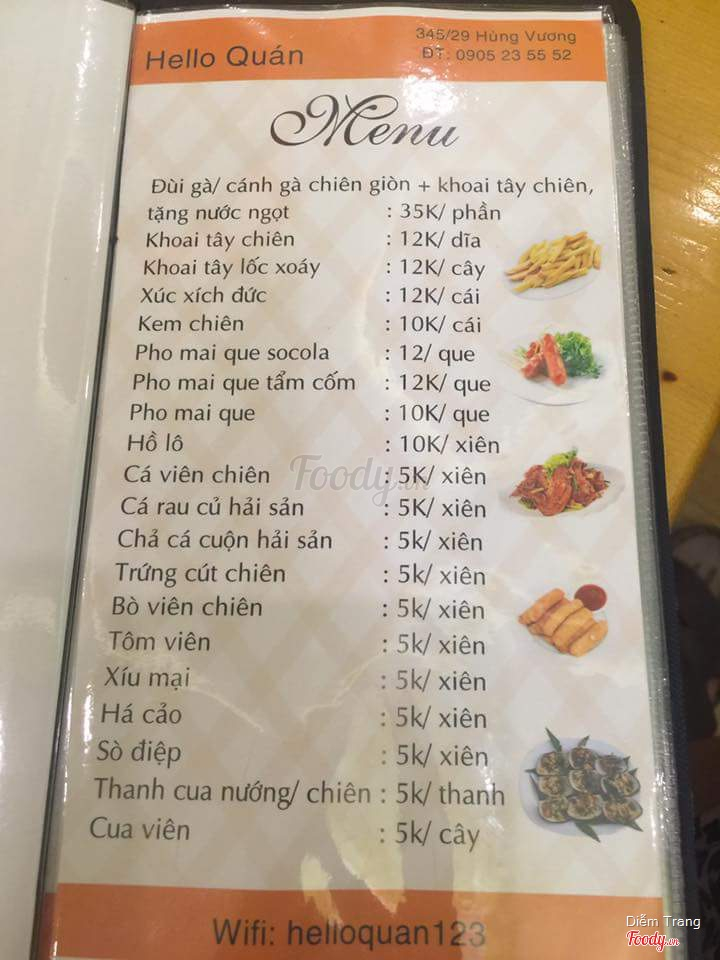 Hello Quán
345/29 Hùng Vương
ĐT: 0905 23 55 52
Menu
Đùi gà/ cánh gà chiên giòn + khoai tây chiên,
tặng nước ngọt : 35K/ phần
Khoai tây chiên : 12K/ dĩa
Khoai tây lốc xoáy : 12K/ cây
Xúc xích đức : 12K/ cái
Kem chiên : 10K/ cái
Pho mai que socola : 12/ que
Pho mai que tẩm cốm : 12K/ que
Pho mai que : 10K/ que
Hồ lô : 10K/ xiên
Cá viên chiên : 5K/ xiên
Cá rau củ hải sản : 5K/ xiên
Chả cá cuộn hải sản : 5k/ xiên
Trứng cút chiên : 5k/ xiên
Bò viên chiên : 5k/ xiên
Tôm viên : 5k/ xiên
Xíu mại : 5k/ xiên
Há cảo : 5k/ xiên
Sò điệp : 5k/ xiên
Thanh cua nướng/ chiên : 5k/ thanh
Cua viên : 5k/ cây
Wifi: helloquan123
Foody.vn
Diễm Trang
Foody.vn